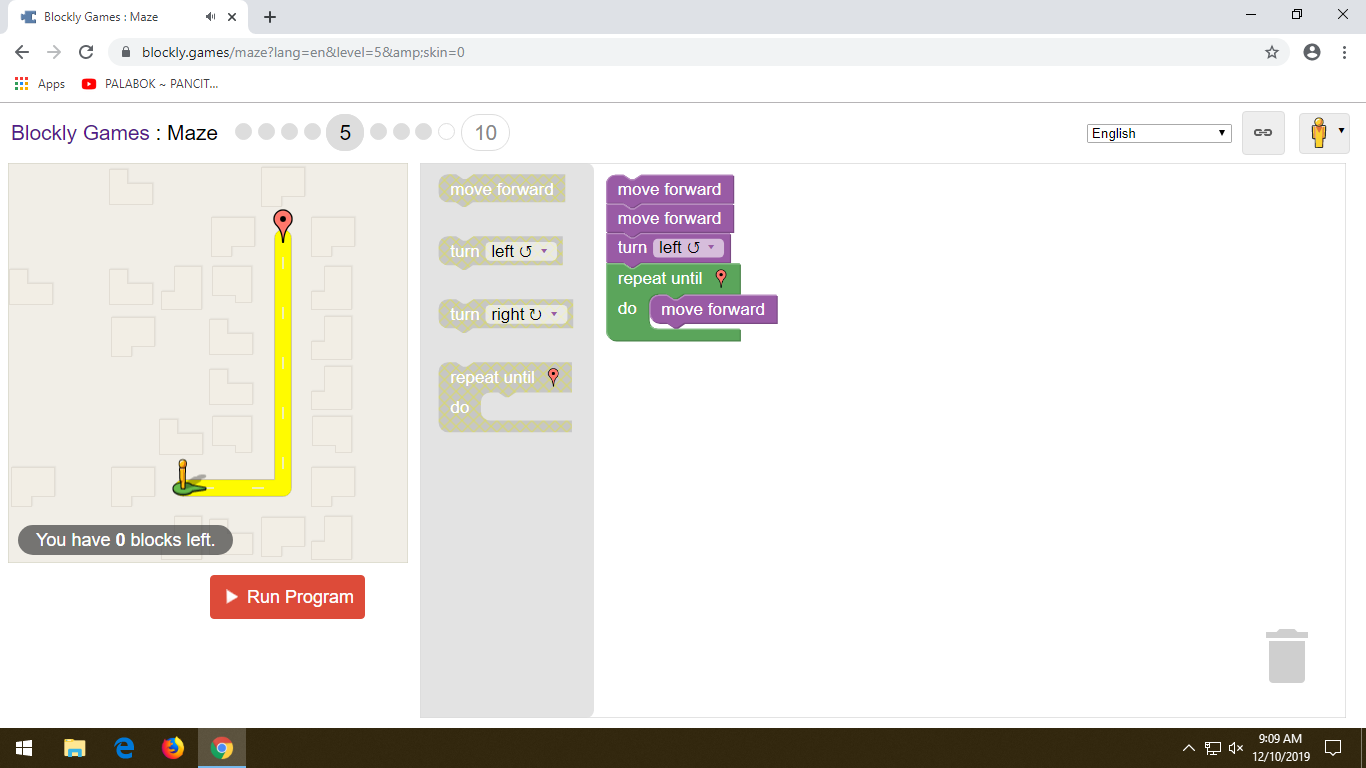 Blockly Games : Maze
blockly.games/maze?lang=en&level=5&amp;skin=0
Apps
PALABOK ~ PANCIT...
Blockly Games : Maze
5
10
English
move forward
turn left ↺
turn right ↻
repeat until
do
move forward
move forward
turn left ↺
repeat until
do move forward
You have 0 blocks left.
Run Program
9:09 AM
12/10/2019